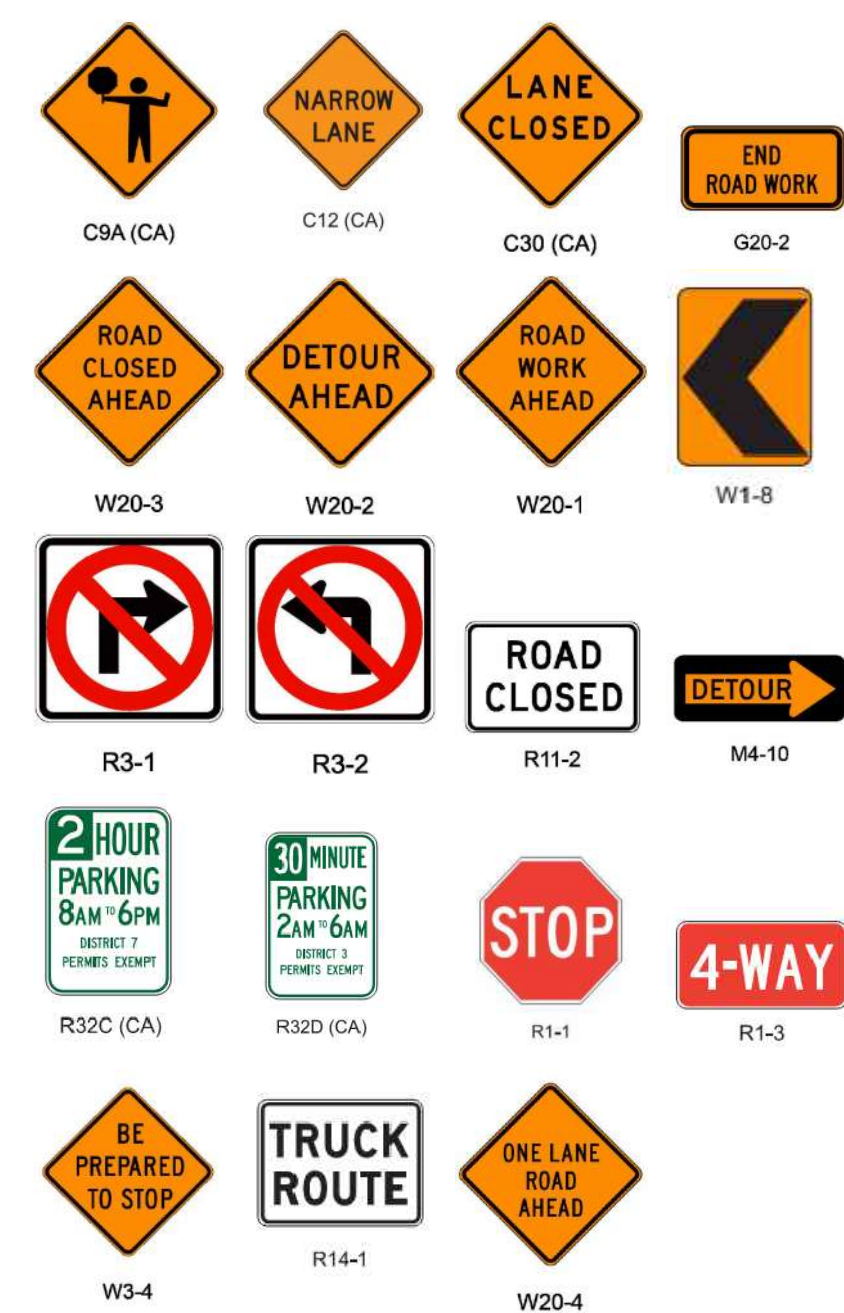 NARROW
LANE
LANE
CLOSED
END
ROAD WORK
C9A (CA)
C12 (CA)
C30 (CA)
G20-2
ROAD
CLOSED
AHEAD
DETOUR
AHEAD
ROAD
WORK
AHEAD
W20-3
W20-2
W20-1
W1-8
ROAD
CLOSED
DETOUR
R3-1
R3-2
R11-2
M4-10
2 HOUR
PARKING
8AM TO 6PM
DISTRICT 7
PERMITS EXEMPT
30 MINUTE
PARKING
2AM TO 6AM
DISTRICT 3
PERMITS EXEMPT
STOP
4-WAY
R32C (CA)
R32D (CA)
R1-1
R1-3
BE
PREPARED
TO STOP
TRUCK
ROUTE
ONE LANE
ROAD
AHEAD
W3-4
R14-1
W20-4